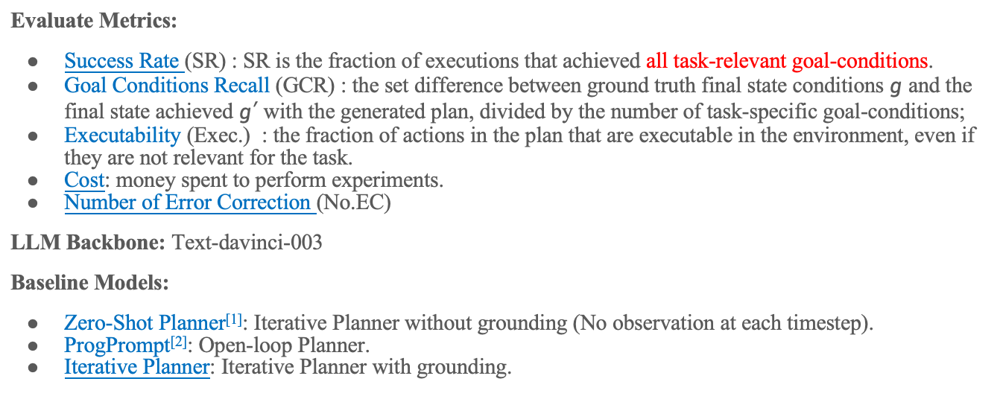 Evaluate Metrics:
● Success Rate (SR) : SR is the fraction of executions that achieved all task-relevant goal-conditions.
● Goal Conditions Recall (GCR) : the set difference between ground truth final state conditions g and the
final state achieved g′ with the generated plan, divided by the number of task-specific goal-conditions;
● Executability (Exec.)  : the fraction of actions in the plan that are executable in the environment, even if
they are not relevant for the task.
● Cost: money spent to perform experiments.
● Number of Error Correction (No.EC)
LLM Backbone: Text-davinci-003
Baseline Models:
● Zero-Shot Planner[1]: Iterative Planner without grounding (No observation at each timestep).
● ProgPrompt[2]: Open-loop Planner.
● Iterative Planner: Iterative Planner with grounding.